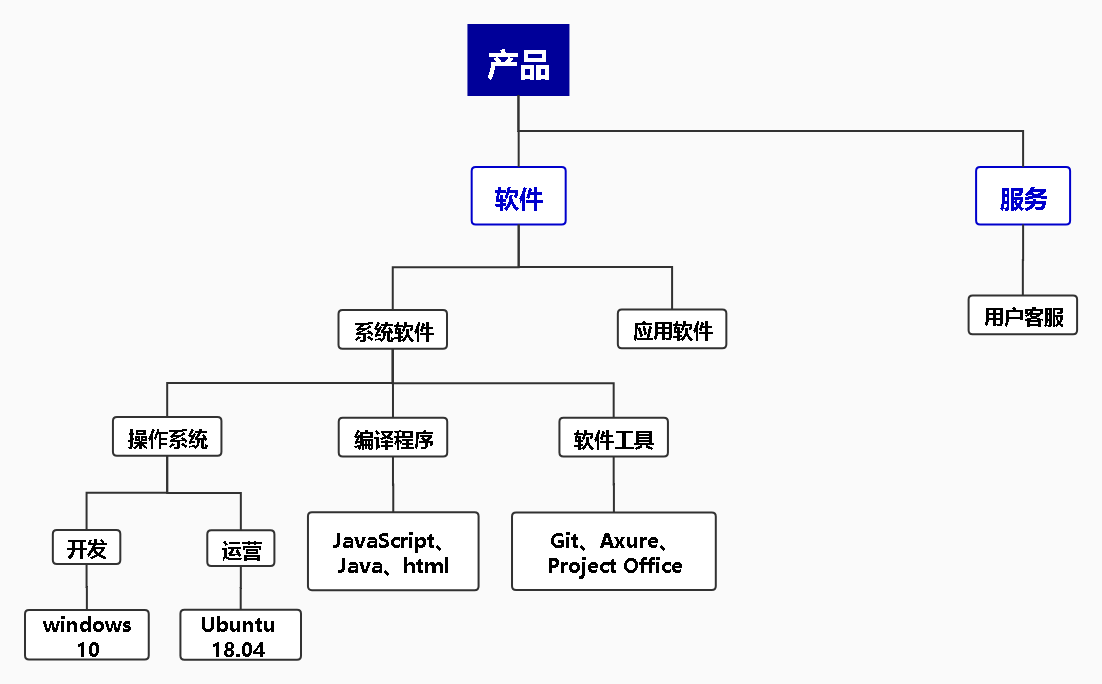 产品
软件
服务
系统软件
应用软件
用户客服
操作系统
编译程序
软件工具
开发
运营
JavaScript、
Java、html
Git、Axure、
Project Office
windows
10
Ubuntu
18.04